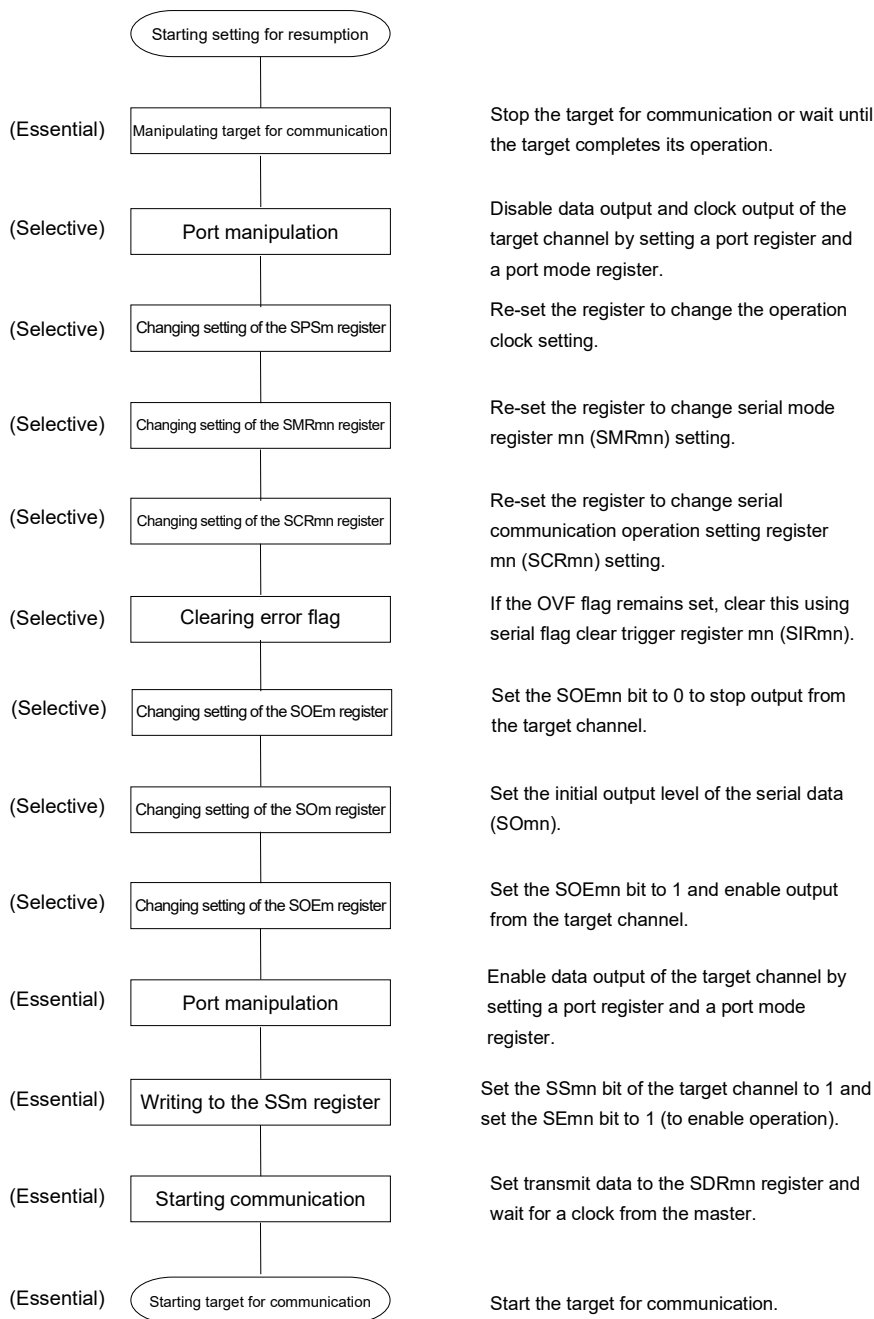 Starting setting for resumption
(Essential)
Manipulating target for communication
Stop the target for communication or wait until
the target completes its operation.
(Selective)
Port manipulation
Disable data output and clock output of the
target channel by setting a port register and
a port mode register.
(Selective)
Changing setting of the SPSm register
Re-set the register to change the operation
clock setting.
(Selective)
Changing setting of the SMRmn register
Re-set the register to change serial mode
register mn (SMRmn) setting.
(Selective)
Changing setting of the SCRmn register
Re-set the register to change serial
communication operation setting register
mn (SCRmn) setting.
(Selective)
Clearing error flag
If the OVF flag remains set, clear this using
serial flag clear trigger register mn (SIRmn).
(Selective)
Changing setting of the SOEm register
Set the SOEmn bit to 0 to stop output from
the target channel.
(Selective)
Changing setting of the SOm register
Set the initial output level of the serial data
(SOmn).
(Selective)
Changing setting of the SOEm register
Set the SOEmn bit to 1 and enable output
from the target channel.
(Essential)
Port manipulation
Enable data output of the target channel by
setting a port register and a port mode
register.
(Essential)
Writing to the SSm register
Set the SSmn bit of the target channel to 1 and
set the SEmn bit to 1 (to enable operation).
(Essential)
Starting communication
Set transmit data to the SDRmn register and
wait for a clock from the master.
(Essential)
Starting target for communication
Start the target for communication.